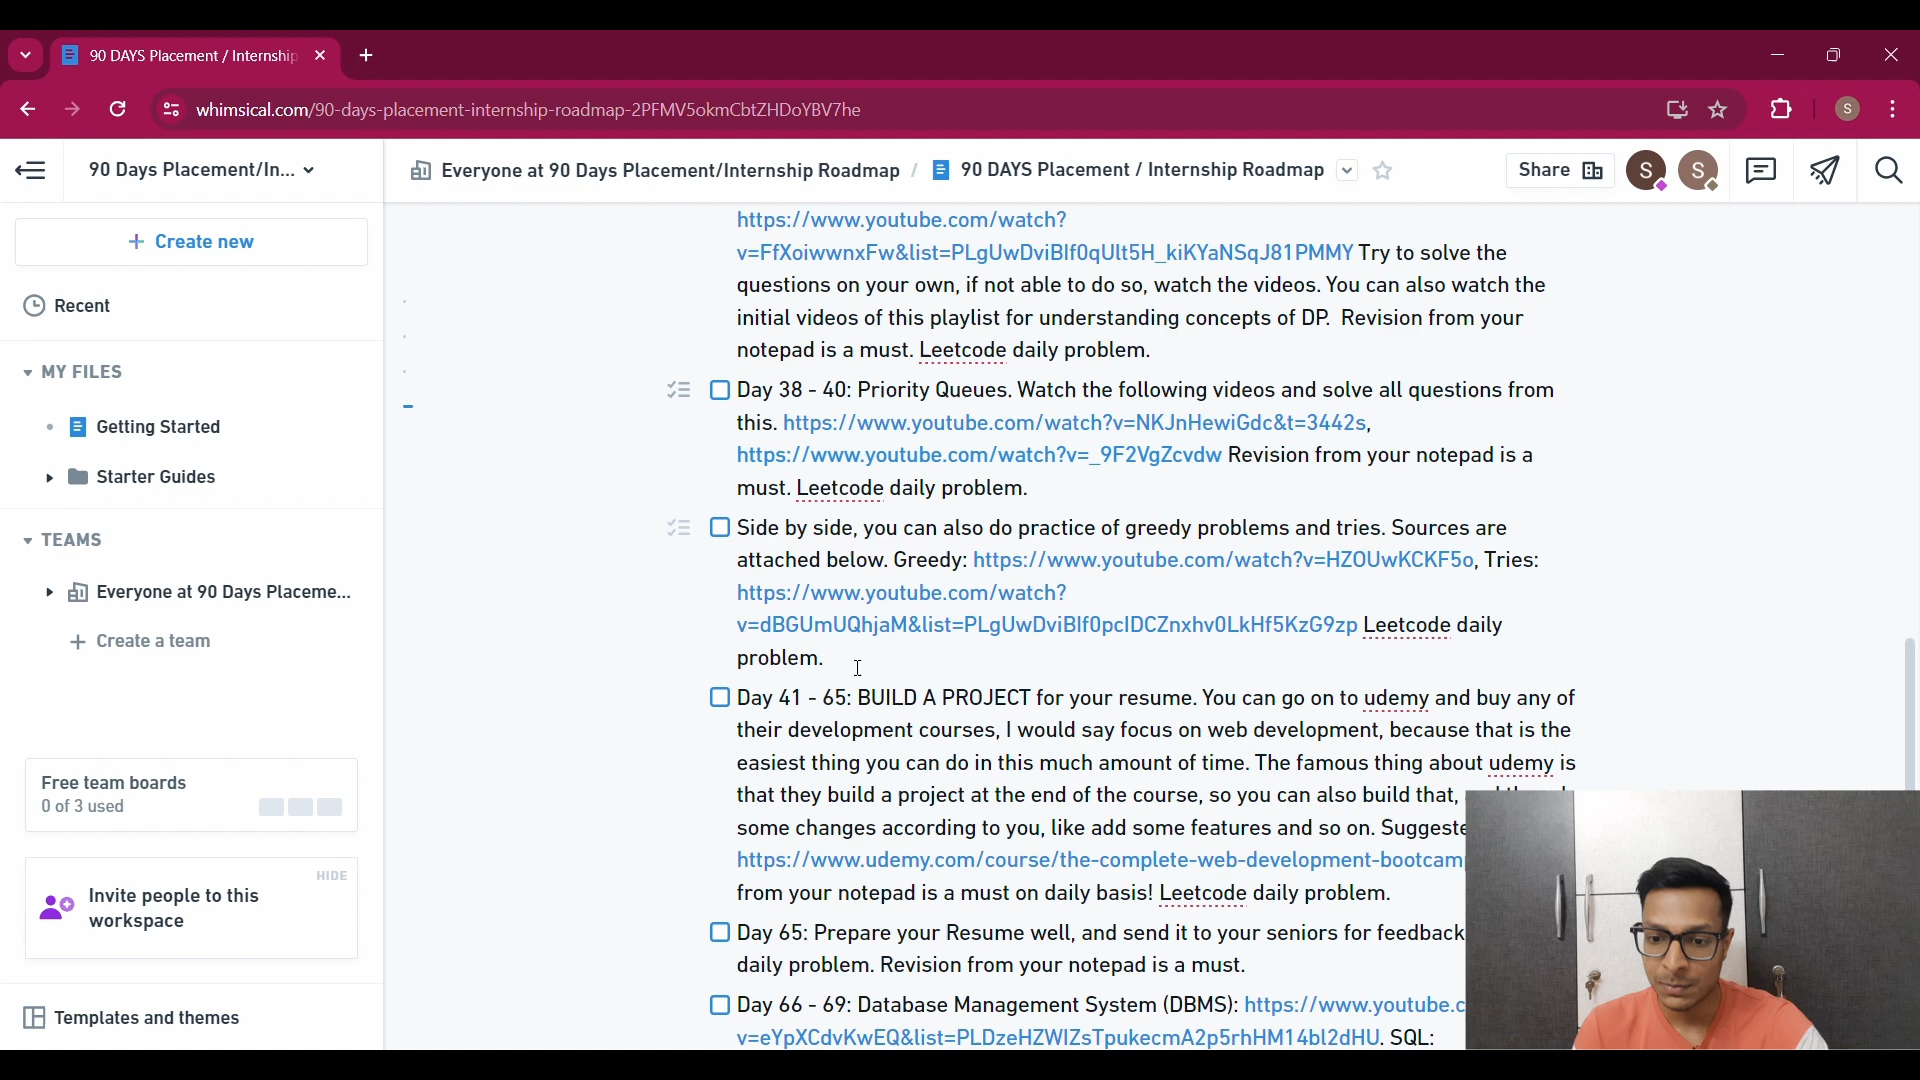 90 DAYS Placement / Internship
whimsical.com/90-days-placement-internship-roadmap-2PFMV5okmCbtZHDoYBV7he
S
90 Days Placement/In...
Everyone at 90 Days Placement/Internship Roadmap / 90 DAYS Placement / Internship Roadmap
Share
S
S
+ Create new
Recent
MY FILES
Getting Started
Starter Guides
TEAMS
Everyone at 90 Days Placeme...
+ Create a team
Free team boards
0 of 3 used
HIDE
Invite people to this
workspace
Templates and themes
https://www.youtube.com/watch?
v=FfXoiwwnxFw&list=PLgUwDviBIf0qUlt5H_kiKYaNSqJ81PMMY Try to solve the
questions on your own, if not able to do so, watch the videos. You can also watch the
initial videos of this playlist for understanding concepts of DP. Revision from your
notepad is a must. Leetcode daily problem.
Day 38 - 40: Priority Queues. Watch the following videos and solve all questions from
this. https://www.youtube.com/watch?v=NKJnHewiGdc&t=3442s,
https://www.youtube.com/watch?v=_9F2VgZcvdw Revision from your notepad is a
must. Leetcode daily problem.
Side by side, you can also do practice of greedy problems and tries. Sources are
attached below. Greedy: https://www.youtube.com/watch?v=HZOUwKCKF5o, Tries:
https://www.youtube.com/watch?
v=dBGUmUQhjaM&list=PLgUwDviBIf0pcIDCZnxhv0LkHf5KzG9zp Leetcode daily
problem.
Day 41 - 65: BUILD A PROJECT for your resume. You can go on to udemy and buy any of
their development courses, I would say focus on web development, because that is the
easiest thing you can do in this much amount of time. The famous thing about udemy is
that they build a project at the end of the course, so you can also build that,
some changes according to you, like add some features and so on. Suggeste
https://www.udemy.com/course/the-complete-web-development-bootcamp
from your notepad is a must on daily basis! Leetcode daily problem.
Day 65: Prepare your Resume well, and send it to your seniors for feedback
daily problem. Revision from your notepad is a must.
Day 66 - 69: Database Management System (DBMS): https://www.youtube.c
v=eYpXCdvKwEQ&list=PLDzeHZWIZsTpukecmA2p5rhHM14bl2dHU. SQL: